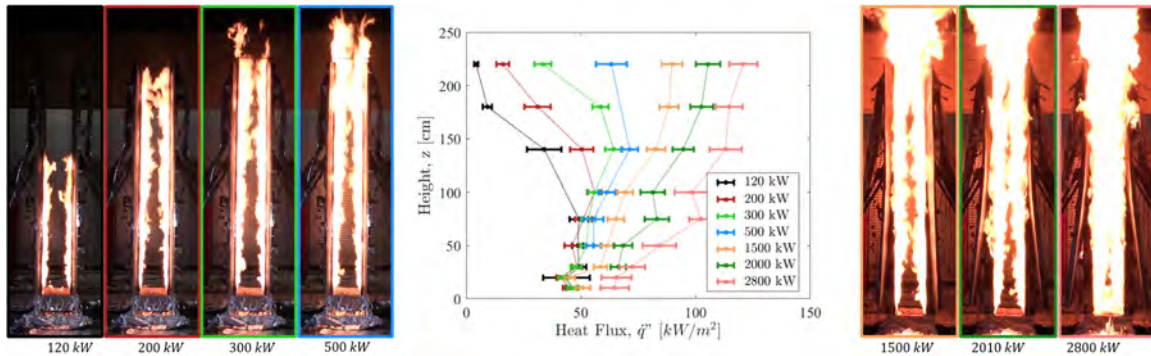 250
200
150
100
50
0
Height, z [cm]
120 kW
200 kW
300 kW
500 kW
1500 kW
2000 kW
2800 kW
0 50 100 150
Heat Flux, q̇" [kW/m²]
120 kW 200 kW 300 kW 500 kW
1500 kW 2010 kW 2800 kW